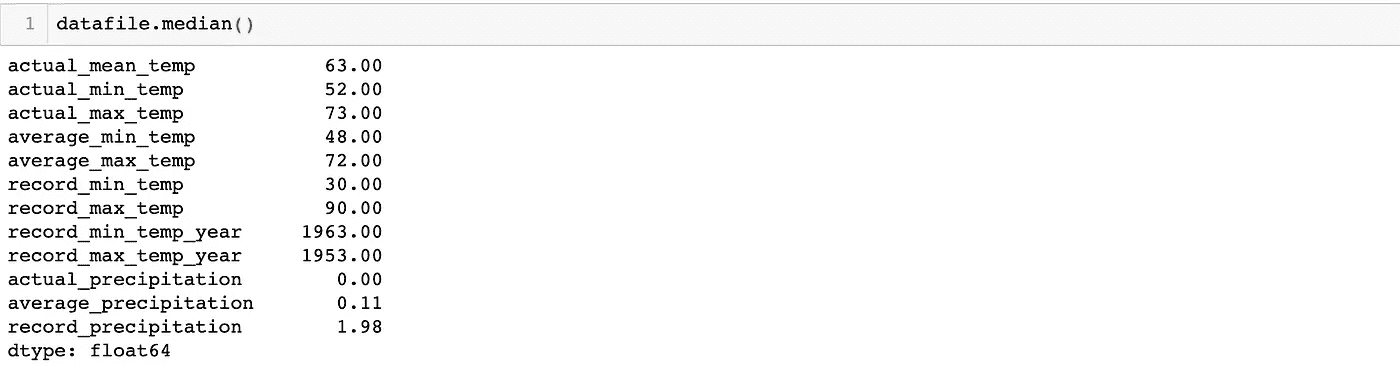 1 datafile.median()
actual_mean_temp 63.00
actual_min_temp 52.00
actual_max_temp 73.00
average_min_temp 48.00
average_max_temp 72.00
record_min_temp 30.00
record_max_temp 90.00
record_min_temp_year 1963.00
record_max_temp_year 1953.00
actual_precipitation 0.00
average_precipitation 0.11
record_precipitation 1.98
dtype: float64